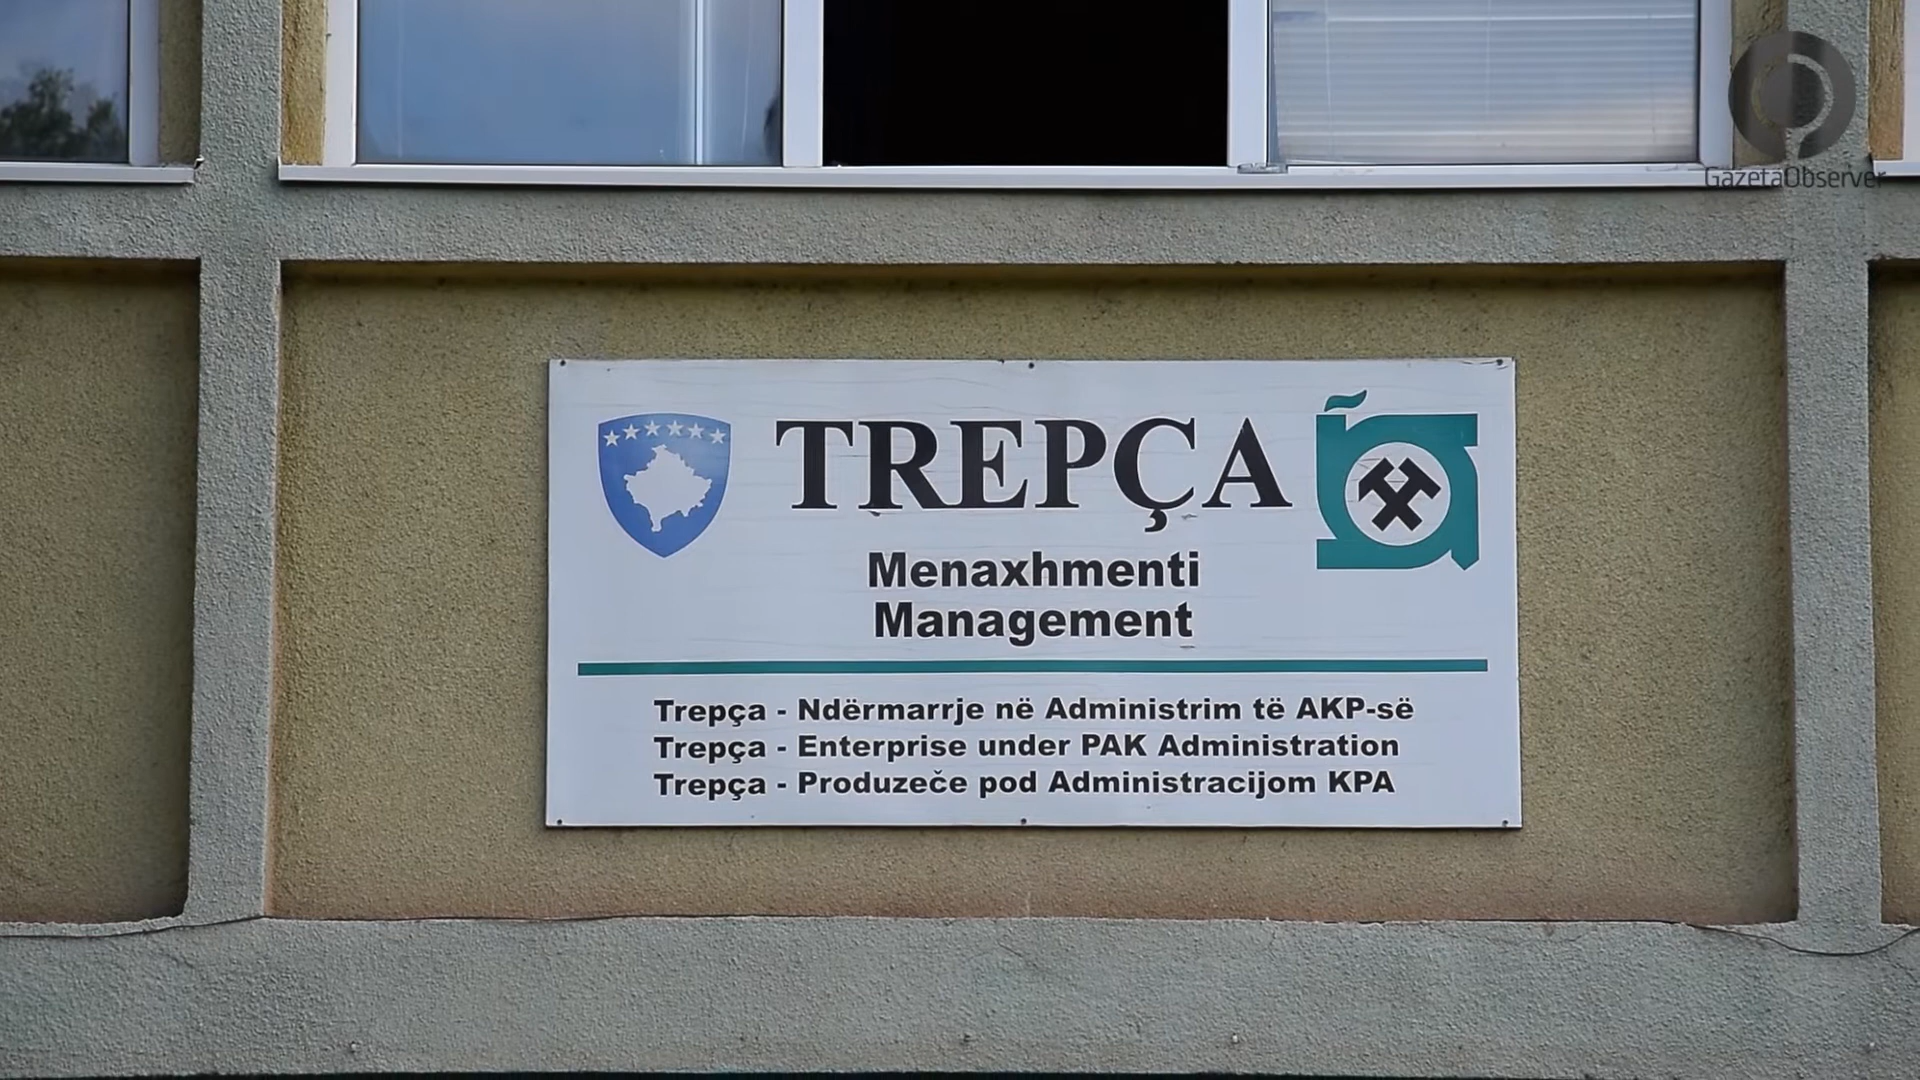 GazetaObserver
TREPÇA
Menaxhmenti
Management
Trepça - Ndërmarrje në Administrim të AKP-së
Trepça - Enterprise under PAK Administration
Trepça - Produzeče pod Administracijom KPA